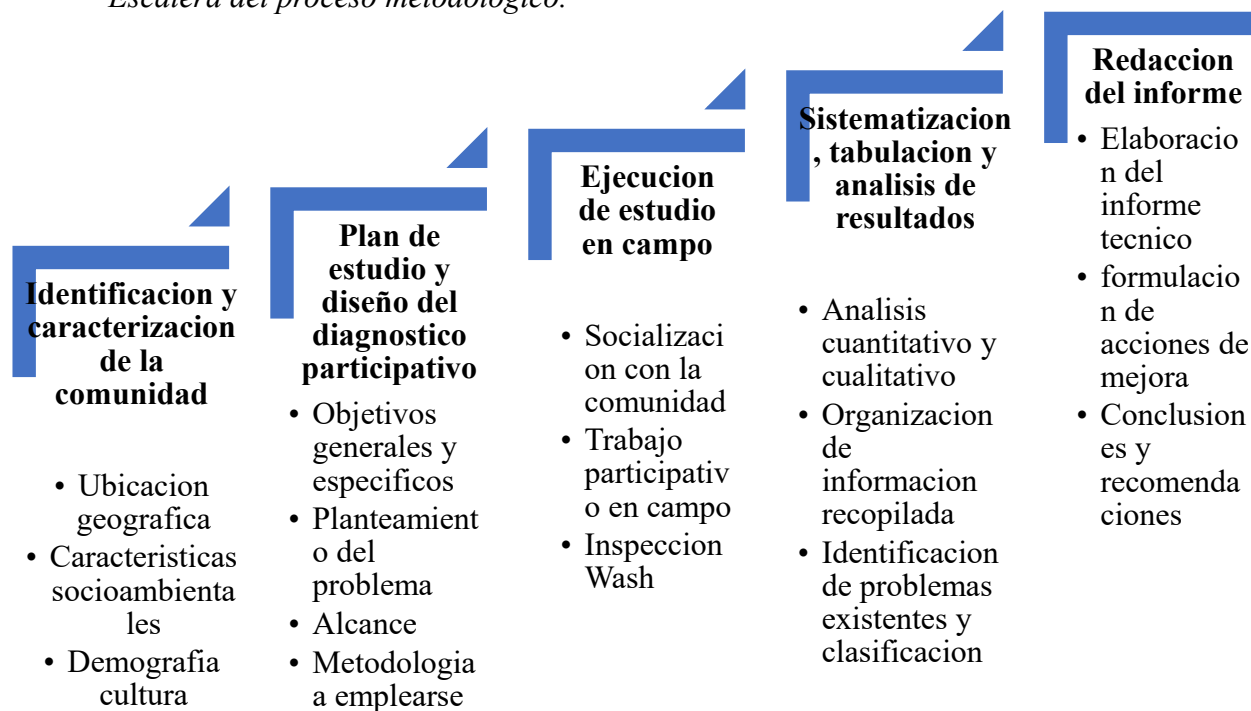 Escalera del proceso metodológico.
Identificacion y
caracterizacion
de la
comunidad
• Ubicacion
geografica
• Caracteristicas
socioambienta
les
• Demografia
cultura
Plan de
estudio y
diseño del
diagnostico
participativo
• Objetivos
generales y
especificos
• Planteamient
o del
problema
• Alcance
• Metodologia
a emplearse
Ejecucion
de estudio
en campo
• Socializaci
on con la
comunidad
• Trabajo
participativ
o en campo
• Inspeccion
Wash
Sistematizacion
, tabulacion y
analisis de
resultados
• Analisis
cuantitativo y
cualitativo
• Organizacion
de
informacion
recopilada
• Identificacion
de problemas
existentes y
clasificacion
Redaccion
del informe
• Elaboracio
n del
informe
tecnico
• formulacio
n de
acciones de
mejora
• Conclusion
es y
recomenda
ciones